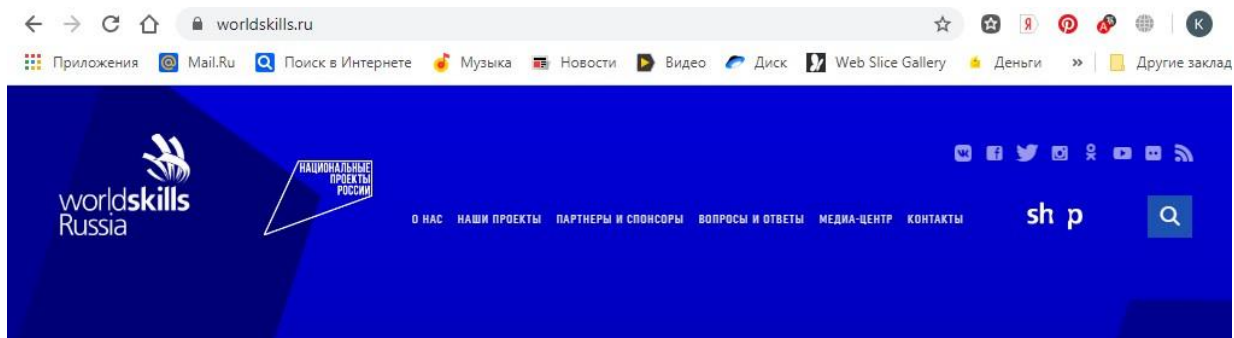 worldskills.ru
Я
К
Приложения @ Mail.Ru Поиск в Интернете Музыка Новости Видео Диск Web Slice Gallery Деньги » Другие заклад
worldskills
Russia
НАЦИОНАЛЬНЫЕ
ПРОЕКТЫ
РОССИИ
О НАС НАШИ ПРОЕКТЫ ПАРТНЕРЫ И СПОНСОРЫ ВОПРОСЫ И ОТВЕТЫ МЕДИА-ЦЕНТР КОНТАКТЫ
sh p